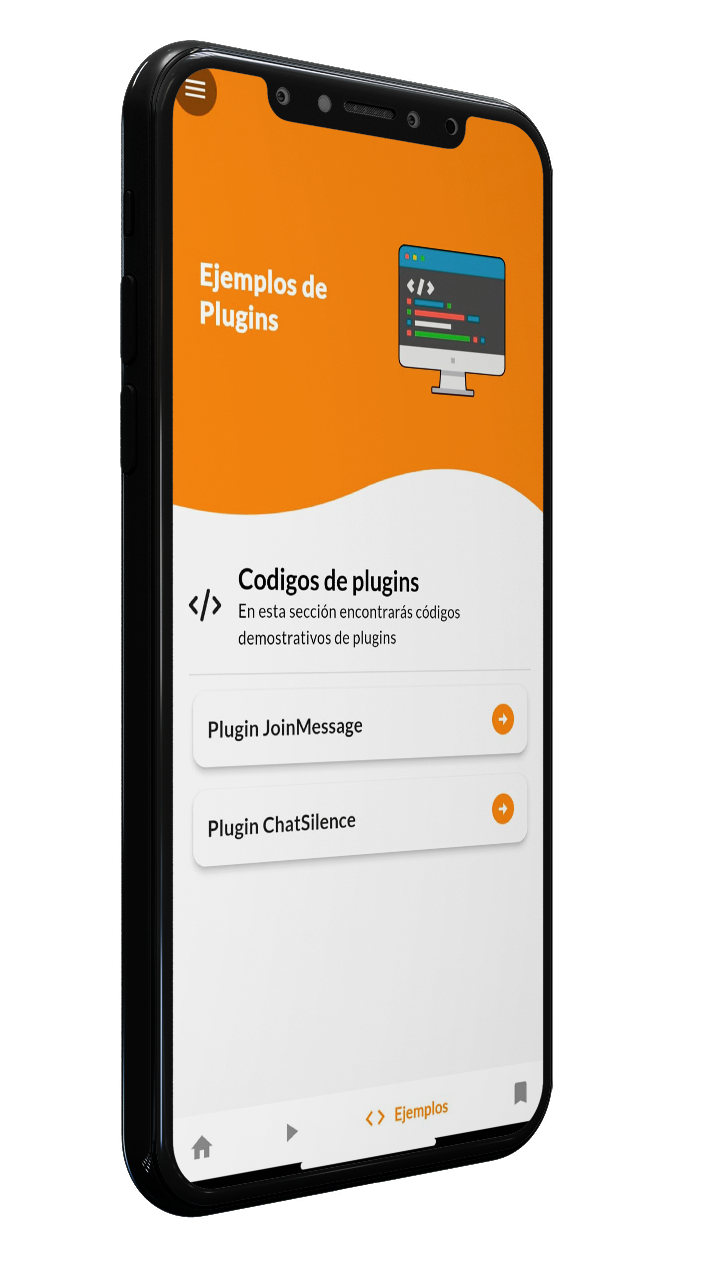 Ejemplos de
Plugins
</>
Codigos de plugins
En esta sección encontrarás códigos
demostrativos de plugins
Plugin JoinMessage
Plugin ChatSilence
Ejemplos